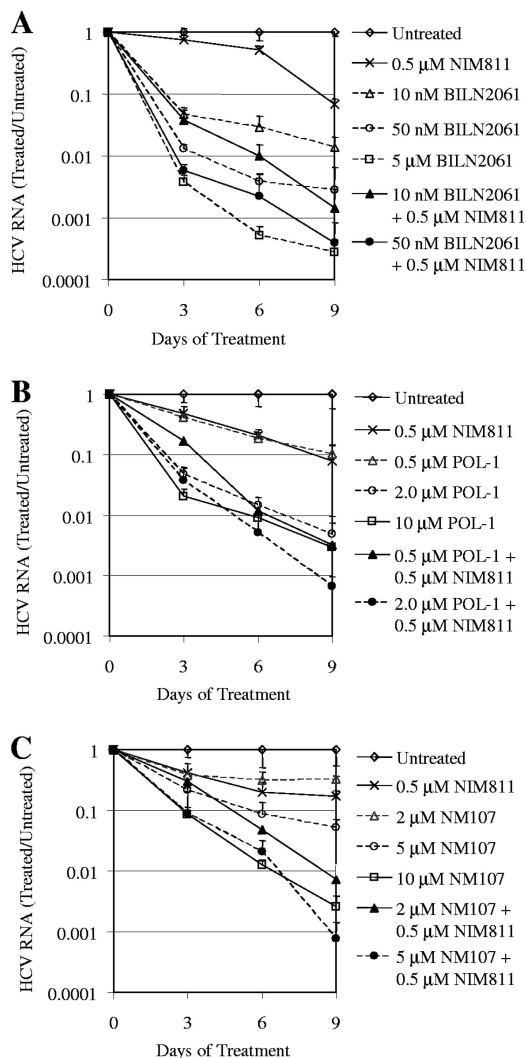 A
1
0.1
0.01
0.001
0.0001
HCV RNA (Treated/Untreated)
0 3 6 9
Days of Treatment
Untreated
0.5 μM NIM811
10 nM BILN2061
50 nM BILN2061
5 μM BILN2061
10 nM BILN2061
+ 0.5 μM NIM811
50 nM BILN2061
+ 0.5 μM NIM811
B
1
0.1
0.01
0.001
0.0001
HCV RNA (Treated/Untreated)
0 3 6 9
Days of Treatment
Untreated
0.5 μM NIM811
0.5 μM POL-1
2.0 μM POL-1
10 μM POL-1
0.5 μM POL-1 +
0.5 μM NIM811
2.0 μM POL-1 +
0.5 μM NIM811
C
1
0.1
0.01
0.001
0.0001
HCV RNA (Treated/Untreated)
0 3 6 9
Days of Treatment
Untreated
0.5 μM NIM811
2 μM NM107
5 μM NM107
10 μM NM107
2 μM NM107 +
0.5 μM NIM811
5 μM NM107 +
0.5 μM NIM811